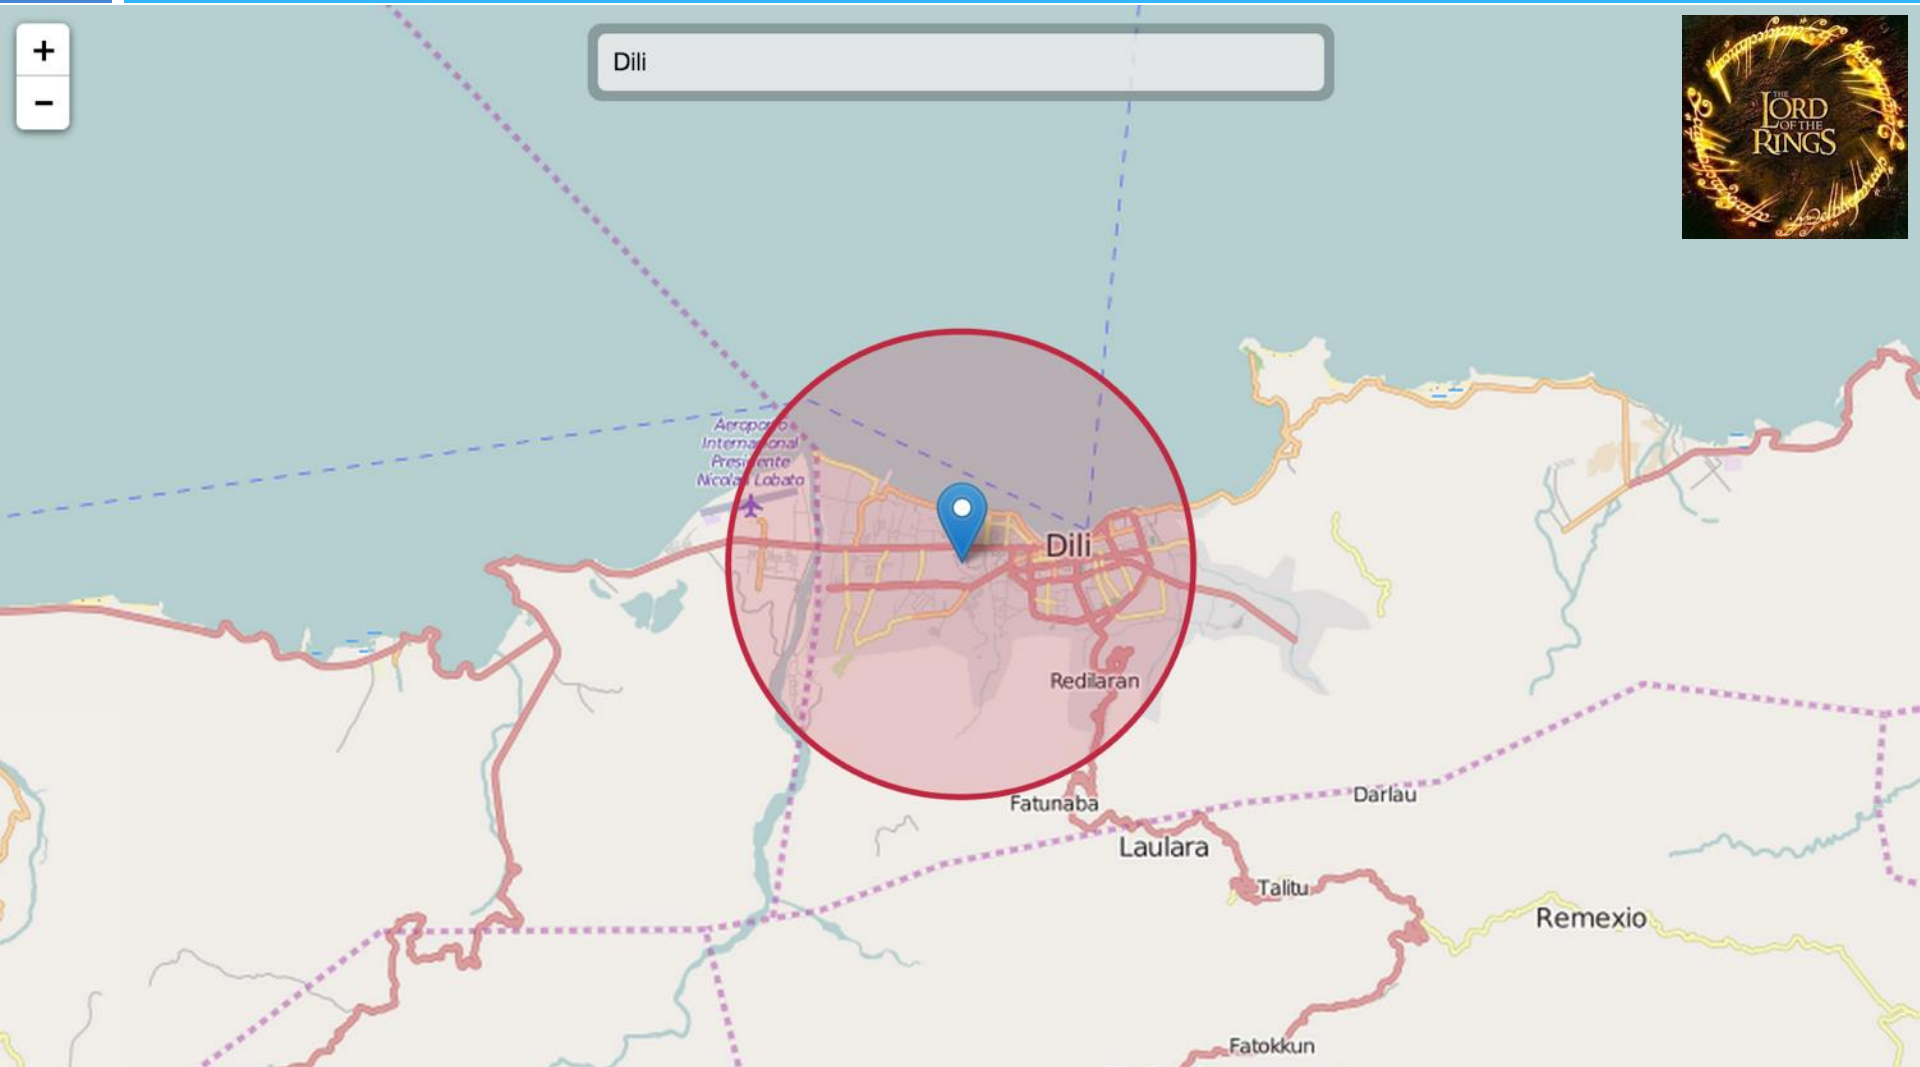 +
−
Dili
THE
LORD
OF THE
RINGS
Aeroporto
Internacional
Presidente
Nicolau Lobato
Dili
Redilaran
Fatunaba
Darlau
Laulara
Talitu
Remexio
Fatokkun